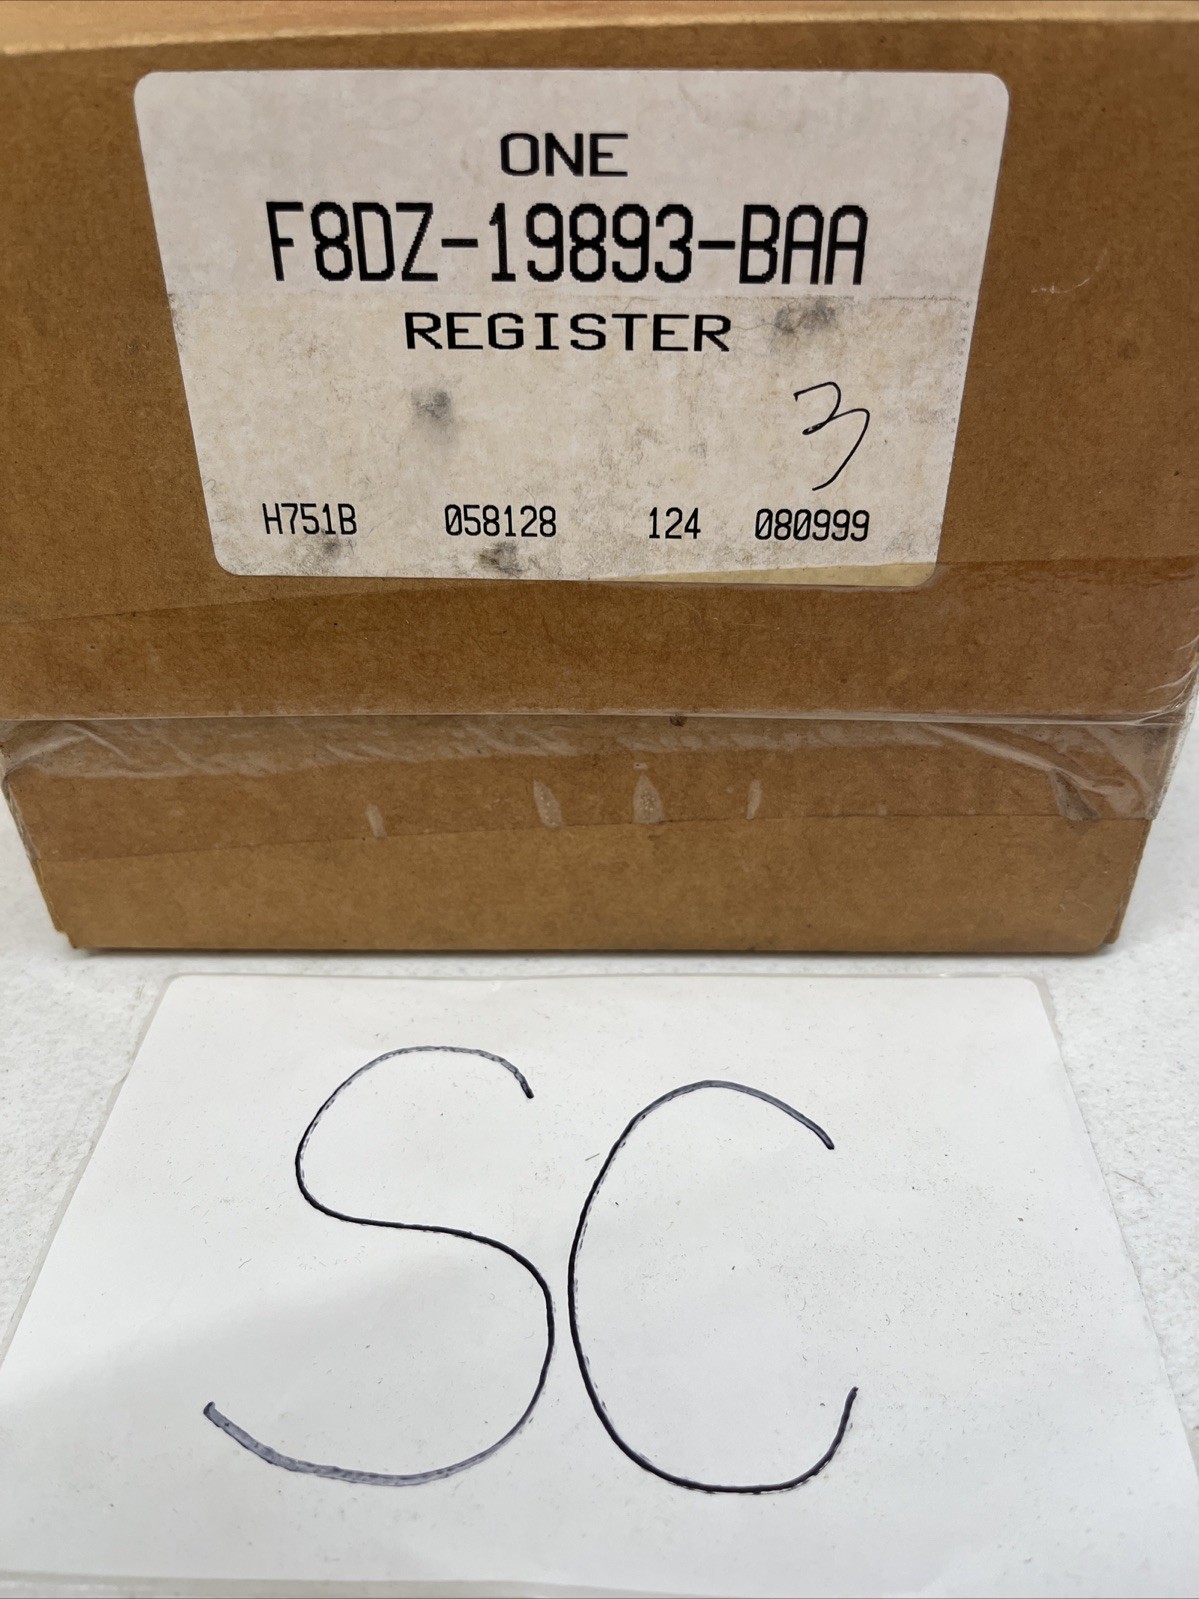 ONE
F8DZ-19893-BAA
REGISTER
3
H751B 058128 124 080999
SC